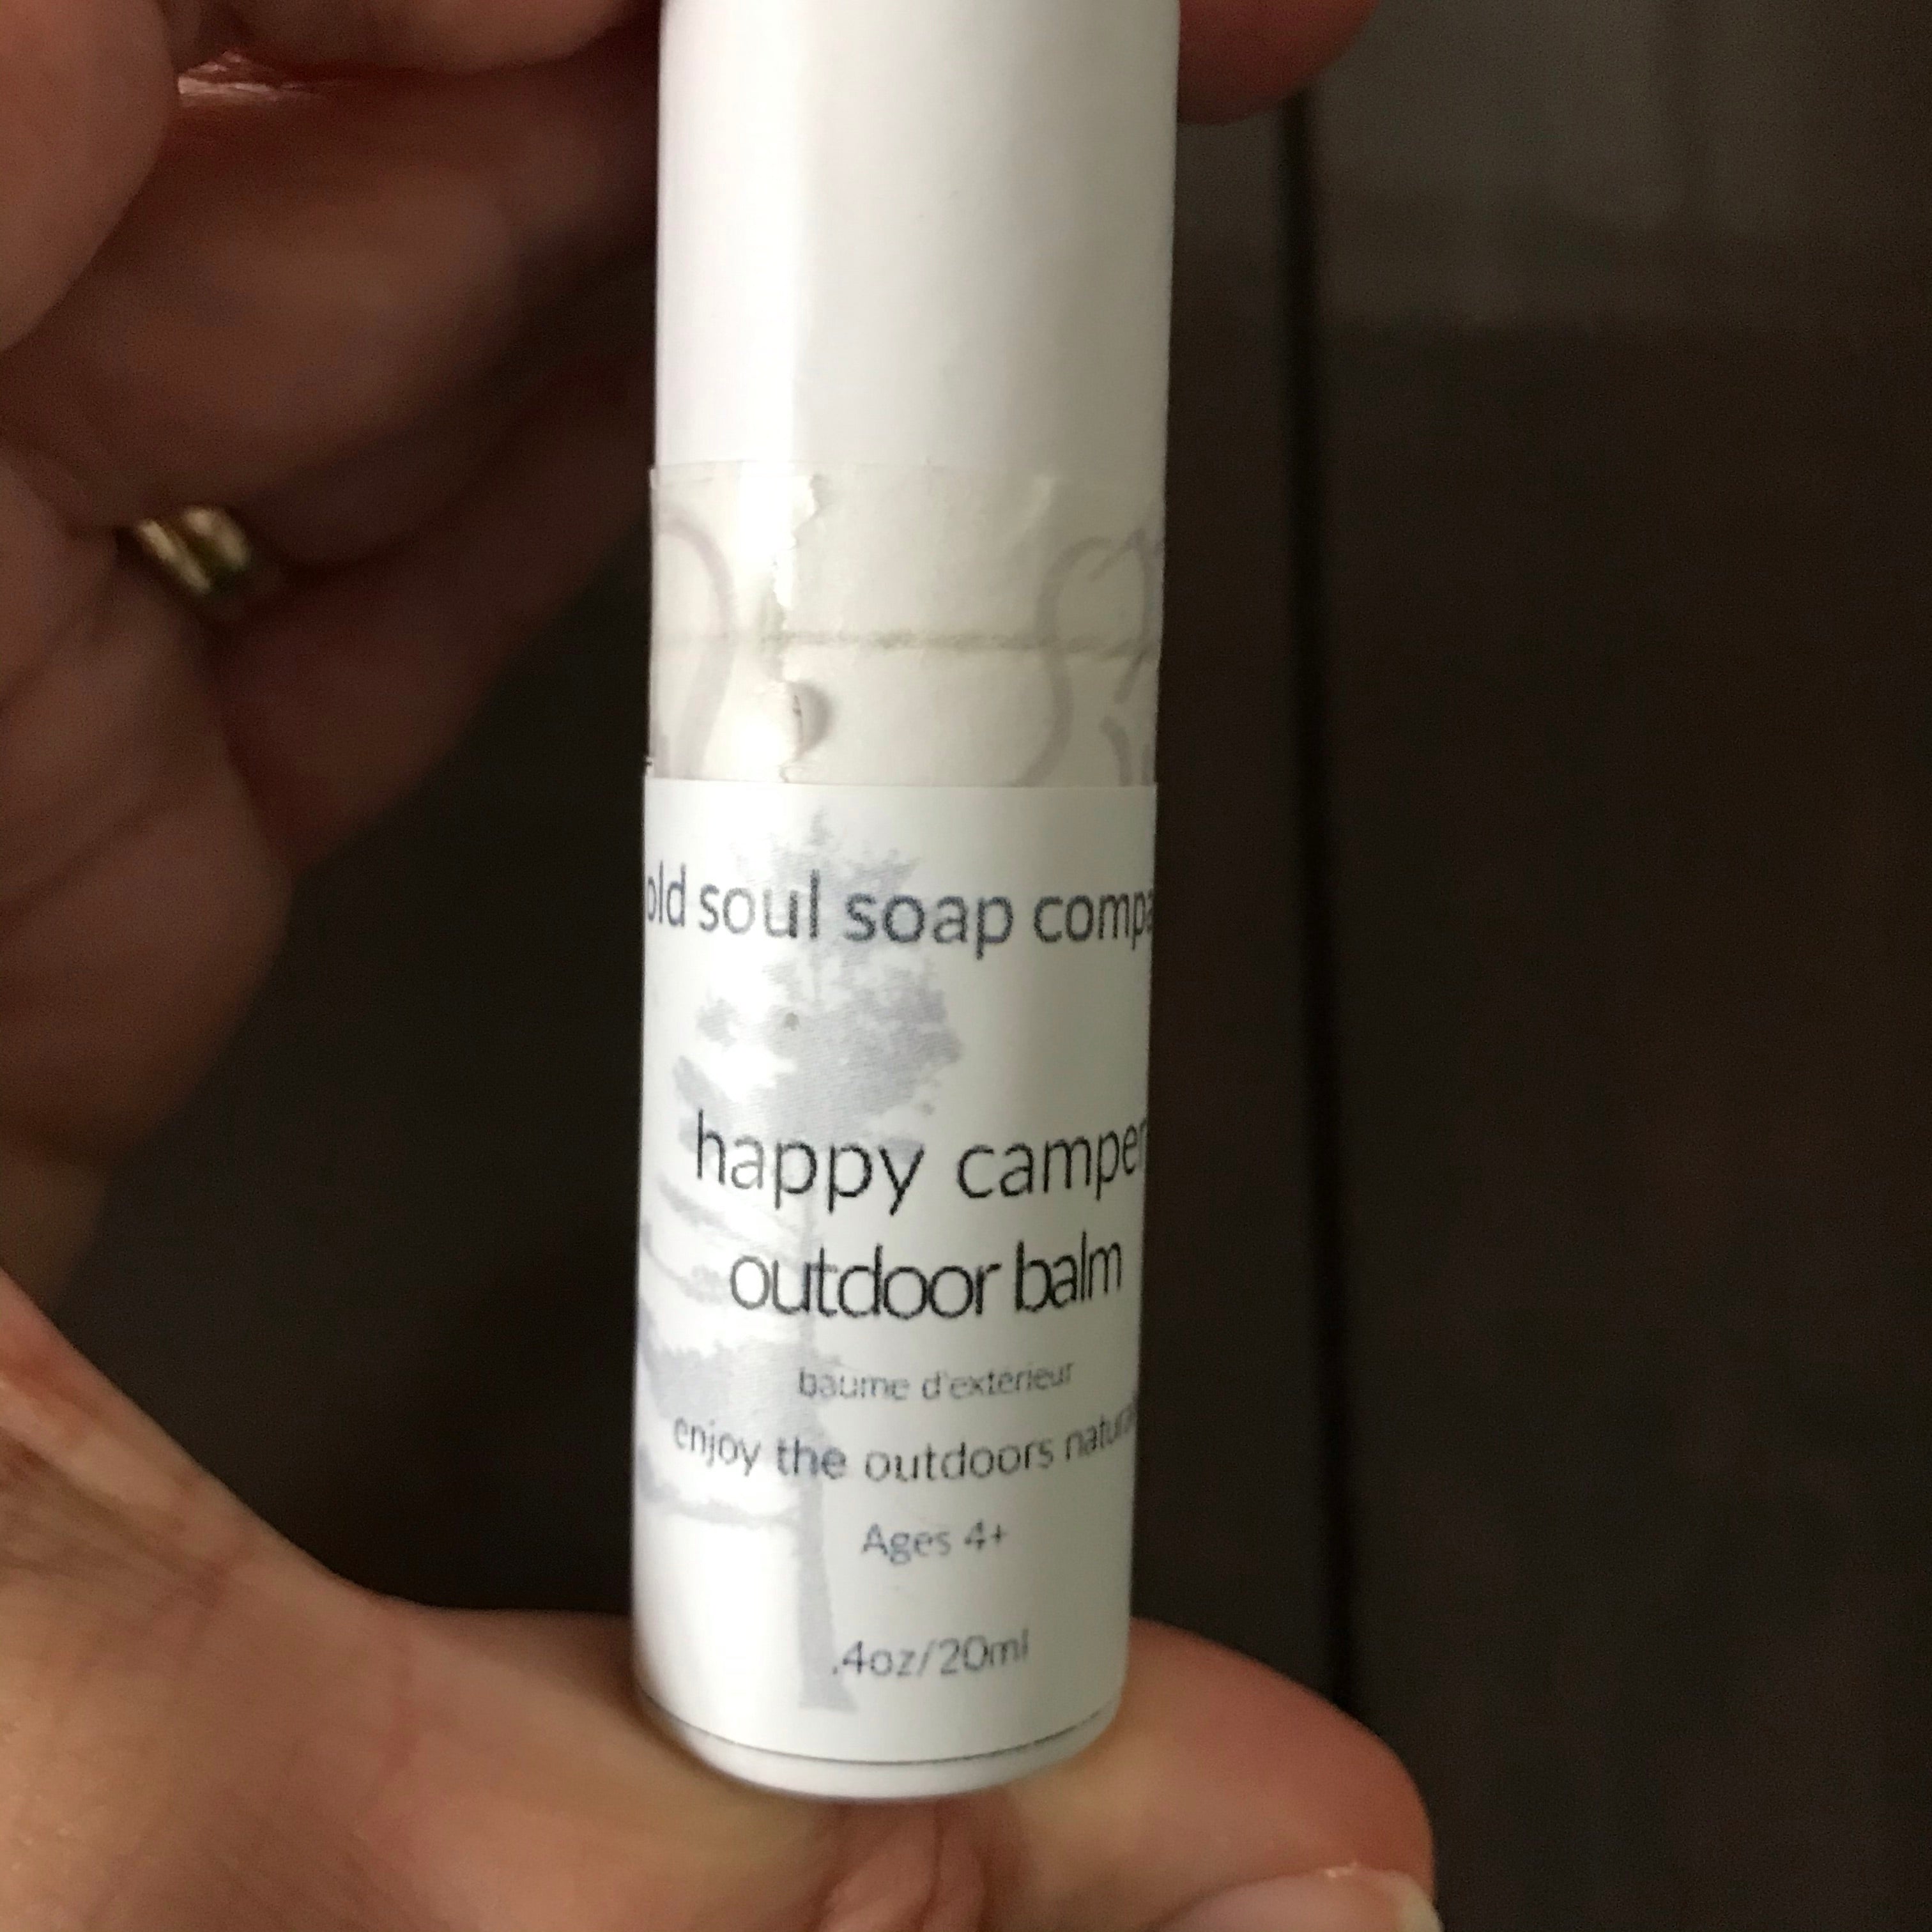 old soul soap compa
happy camper
outdoor balm
baume d'extérieur
enjoy the outdoors natura
Ages 4+
.4oz/20ml